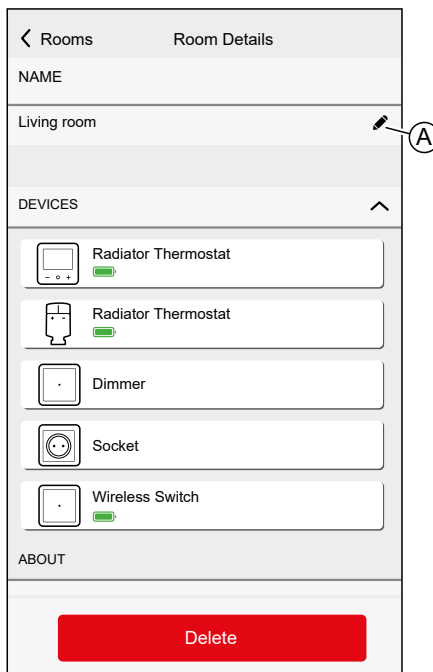 Rooms Room Details
NAME
Living room
A
DEVICES
Radiator Thermostat
Radiator Thermostat
Dimmer
Socket
Wireless Switch
ABOUT
Delete